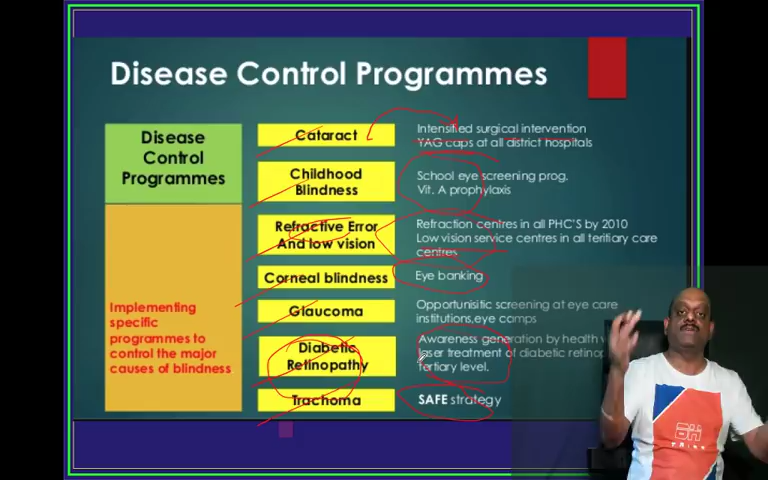 Disease Control Programmes
Disease
Control
Programmes
Implementing
specific
programmes to
control the major
causes of blindness
Cataract
Intensified surgical intervention
YAG caps at all district hospitals
Childhood
Blindness
School eye screening prog.
Vit. A prophylaxis
Refractive Error
And low vision
Refraction centres in all PHC'S by 2010
Low vision service centres in all teritiary care
centres
Corneal blindness
Eye banking
Glaucoma
Opportunisitic screening at eye care
institutions,eye camps
Diabetic
Retinopathy
Awareness generation by health
laser treatment of diabetic
tertiary level.
Trachoma
SAFE strategy